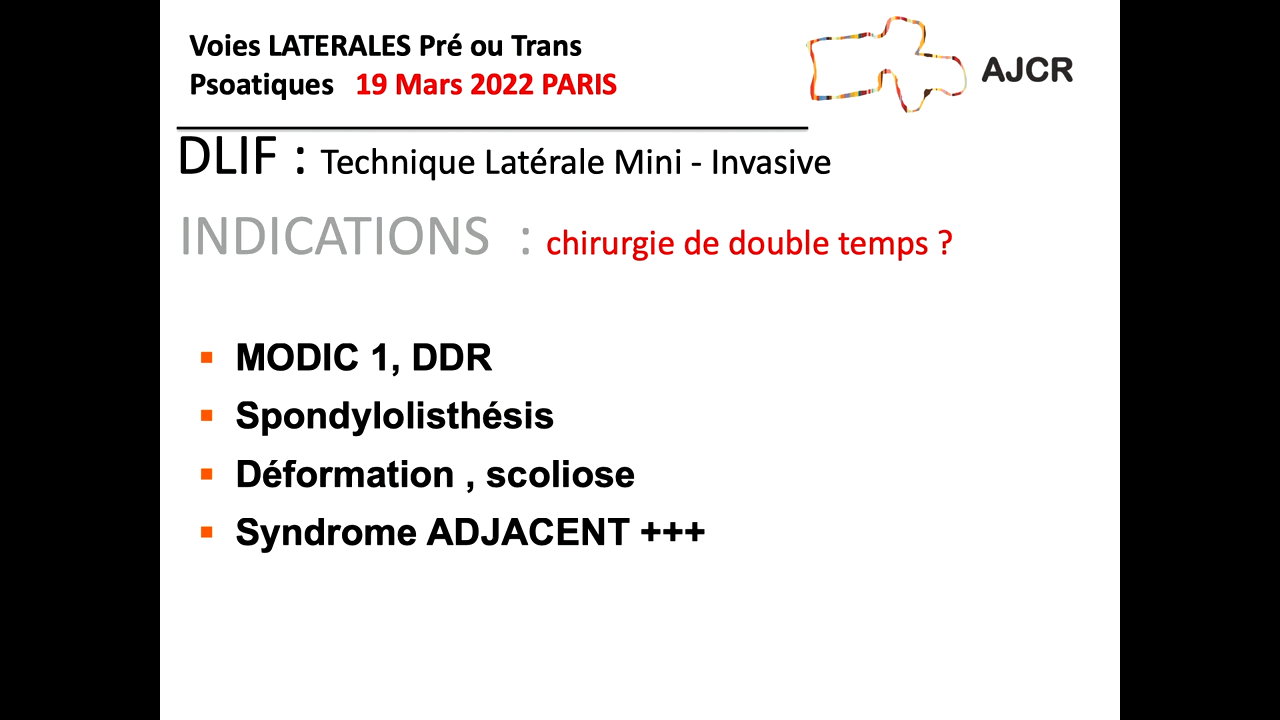 Voies LATERALES Pré ou Trans
Psoatiques 19 Mars 2022 PARIS
AJCR
DLIF : Technique Latérale Mini - Invasive
INDICATIONS : chirurgie de double temps ?
▪ MODIC 1, DDR
▪ Spondylolisthésis
▪ Déformation , scoliose
▪ Syndrome ADJACENT +++